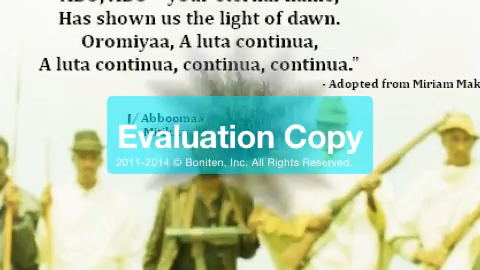 Has shown us the light of dawn.
Oromiyaa, A luta continua,
A luta continua, continua, continua."
- Adopted from Miriam Mak
J/ Abboomaa
Evaluation Copy
2011-2014 © Boniten, Inc. All Rights Reserved.